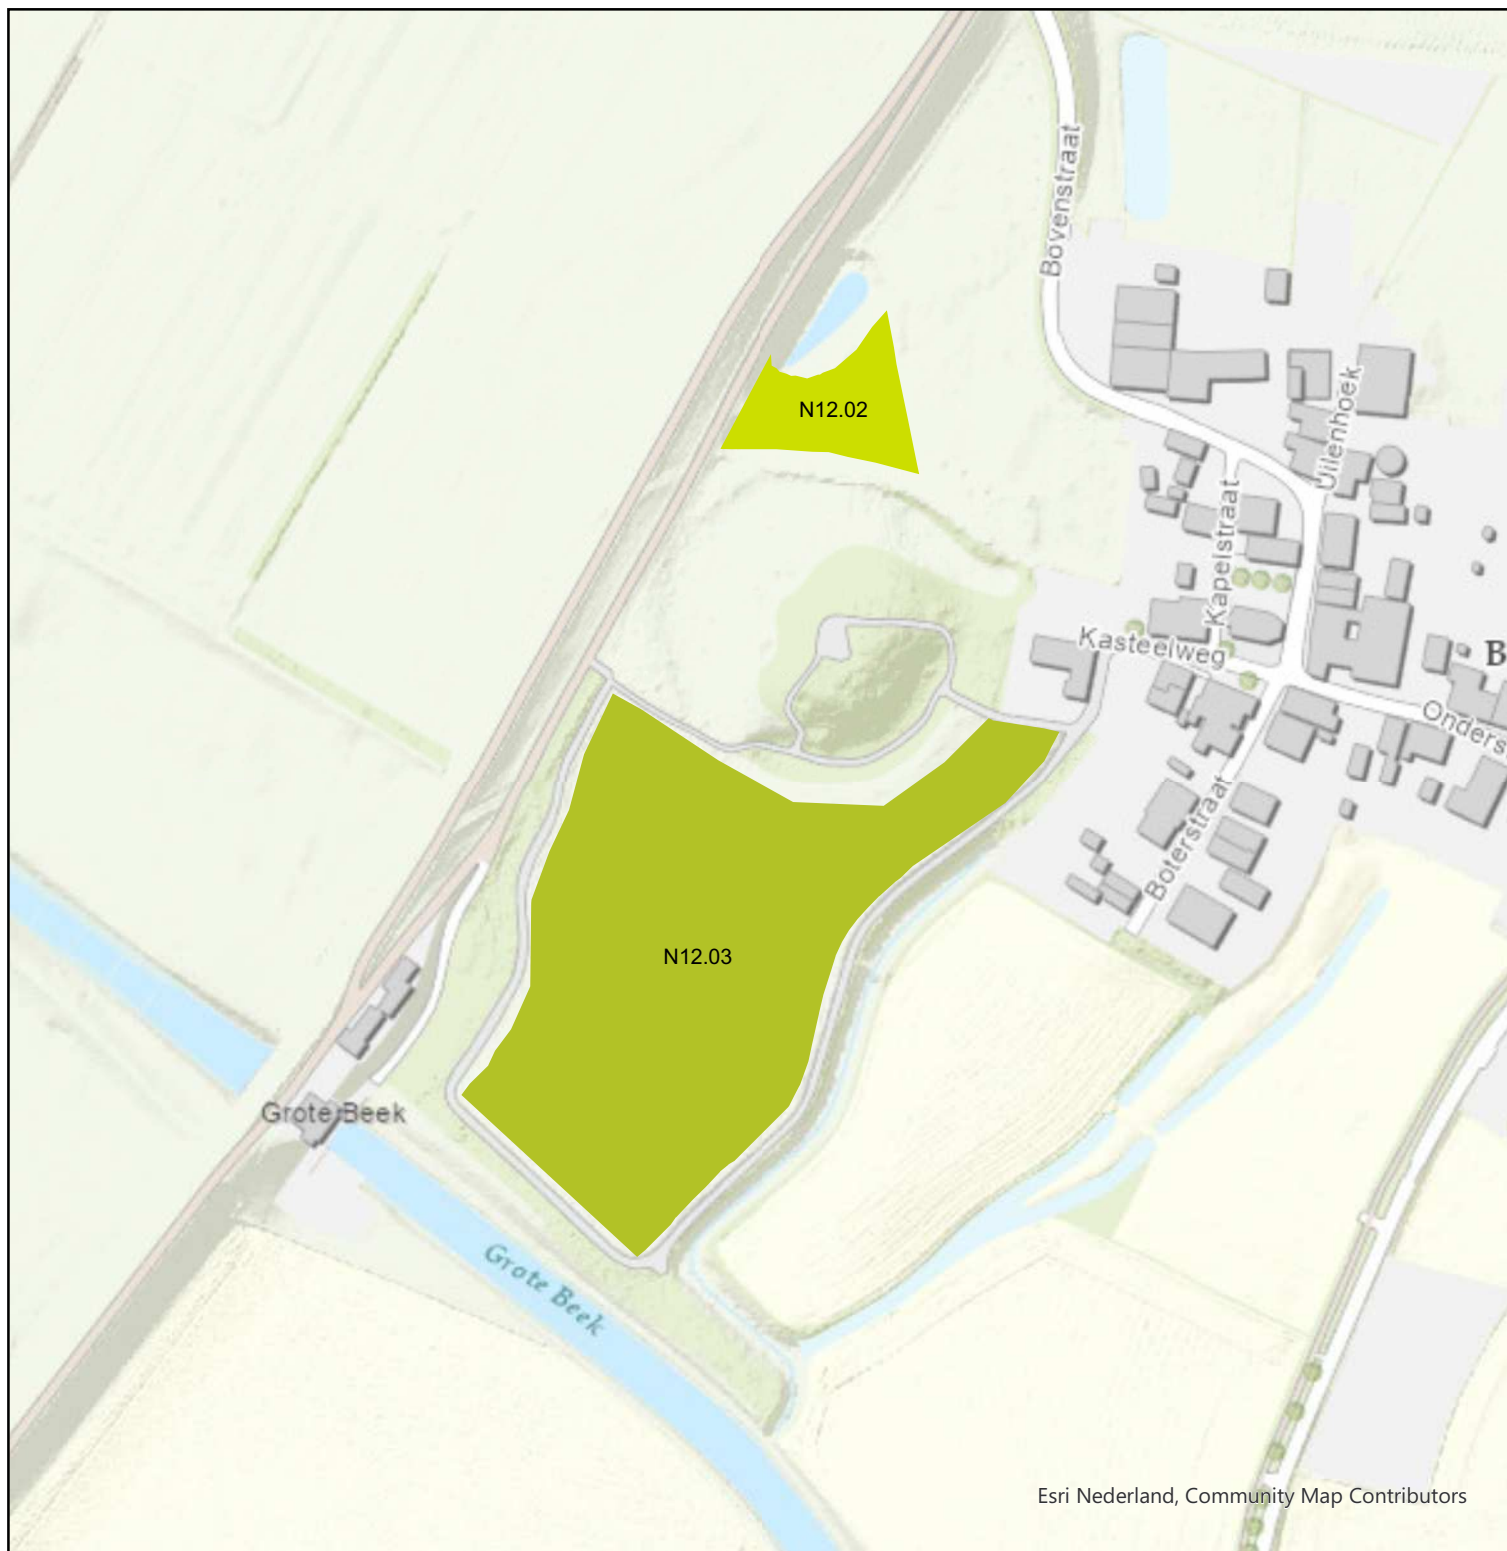 Bovenstraat
N12.02
Uilenhoek
Kapelstraat
Kasteelweg
B
Onders
Boterstraat
N12.03
Grote Beek
Grote Beek
Esri Nederland, Community Map Contributors